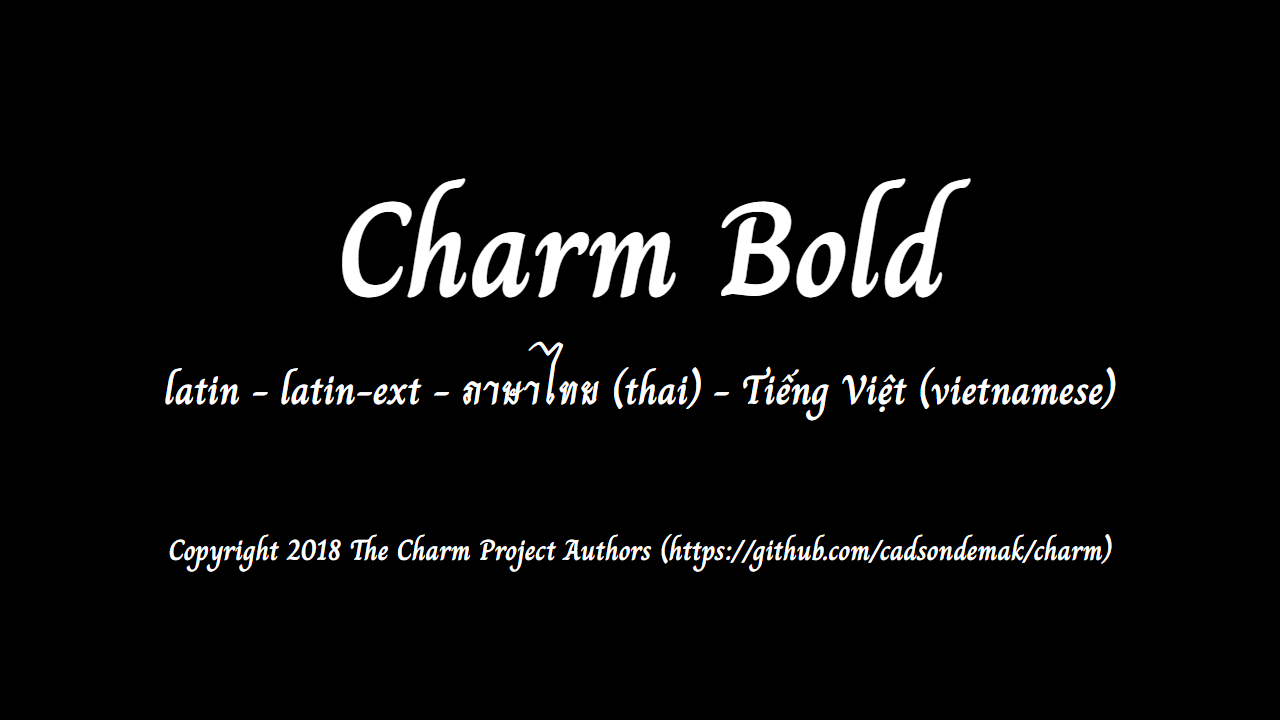 Charm Bold
latin - latin-ext - ภาษาไทย (thai) - Tiếng Việt (vietnamese)
Copyright 2018 The Charm Project Authors (https://github.com/cadsondemak/charm)